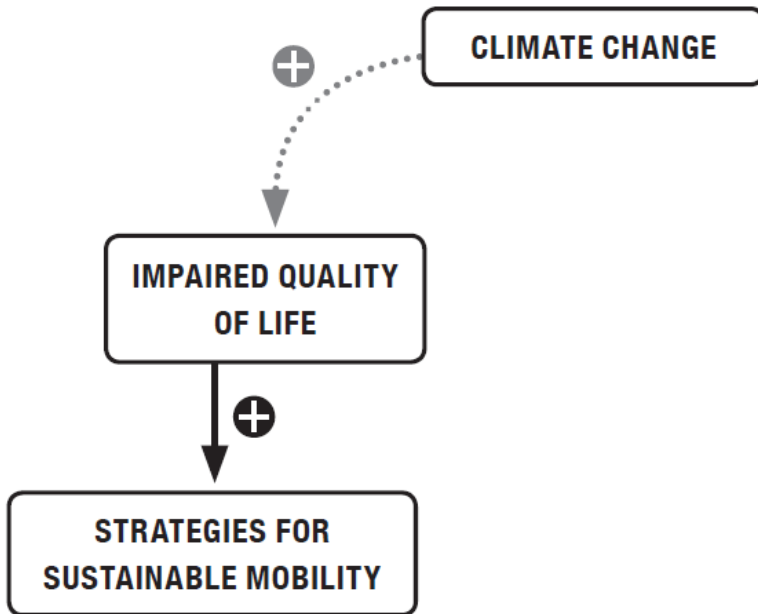 CLIMATE CHANGE
IMPAIRED QUALITY
OF LIFE
STRATEGIES FOR
SUSTAINABLE MOBILITY